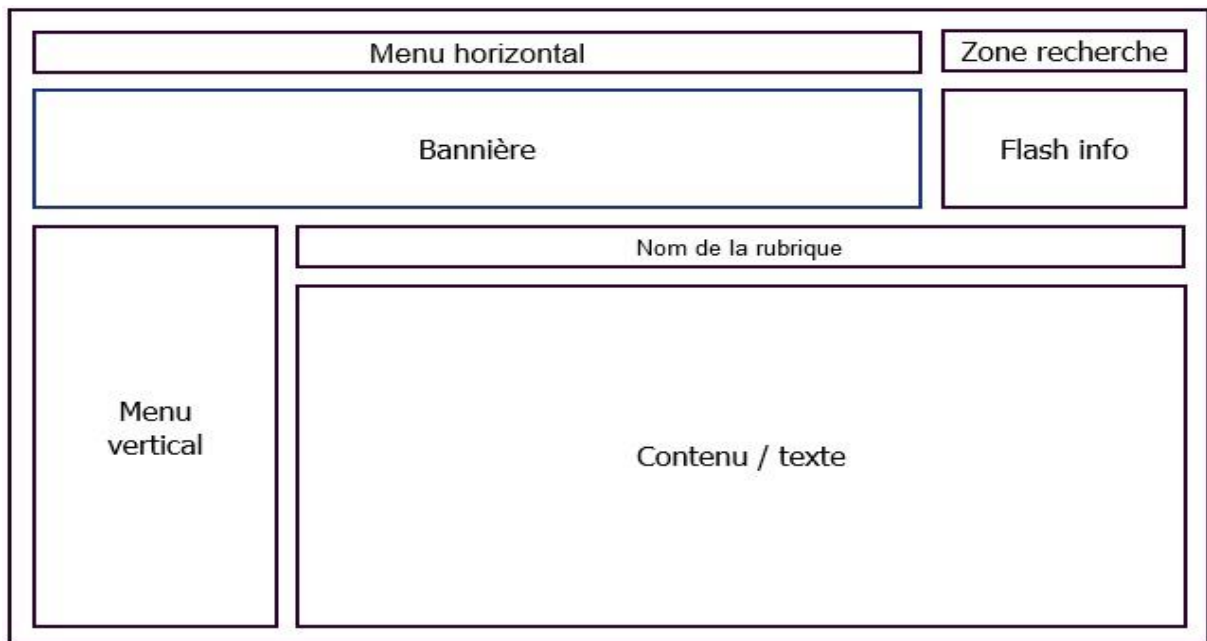 Menu horizontal
Zone recherche
Bannière
Flash info
Nom de la rubrique
Menu
vertical
Contenu / texte